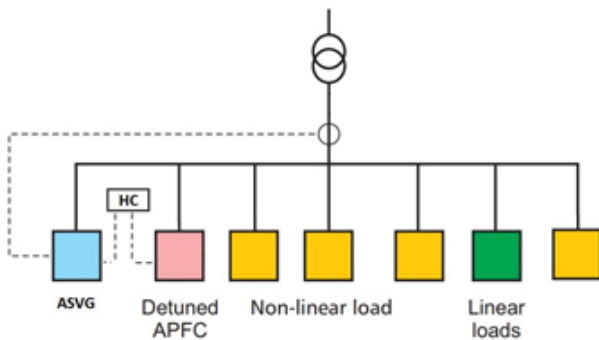 HC
ASVG
Detuned
APFC
Non-linear load
Linear
loads